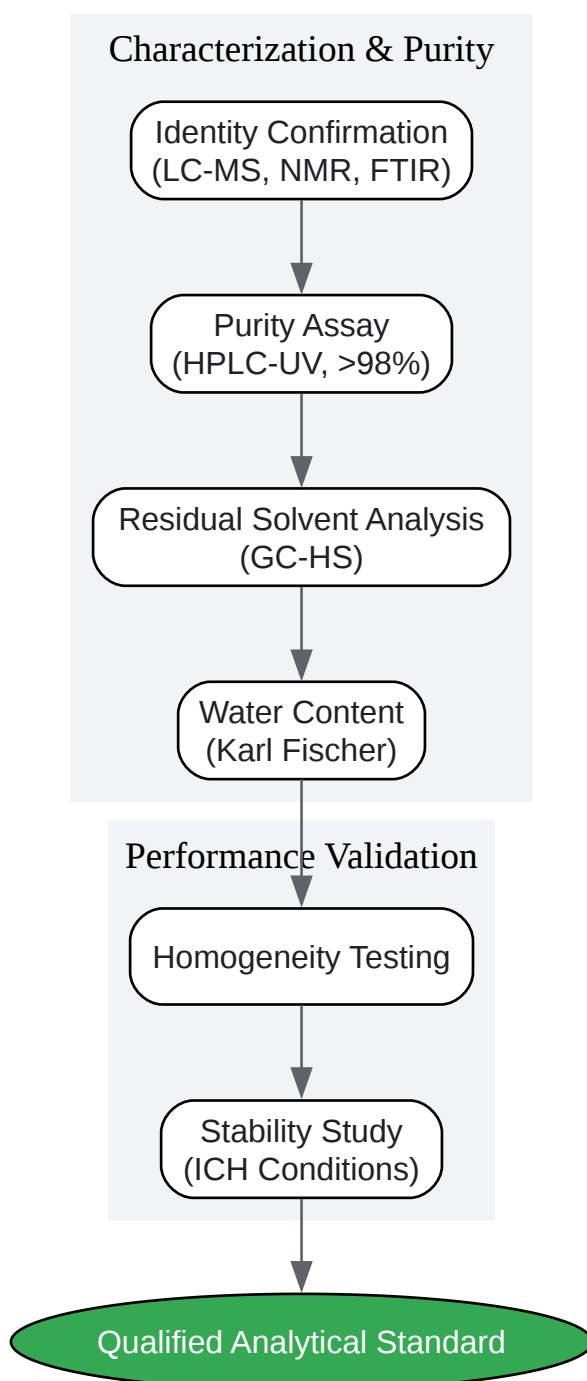 Characterization & Purity
Identity Confirmation
(LC-MS, NMR, FTIR)
Purity Assay
(HPLC-UV, >98%)
Residual Solvent Analysis
(GC-HS)
Water Content
(Karl Fischer)
Performance Validation
Homogeneity Testing
Stability Study
(ICH Conditions)
Qualified Analytical Standard